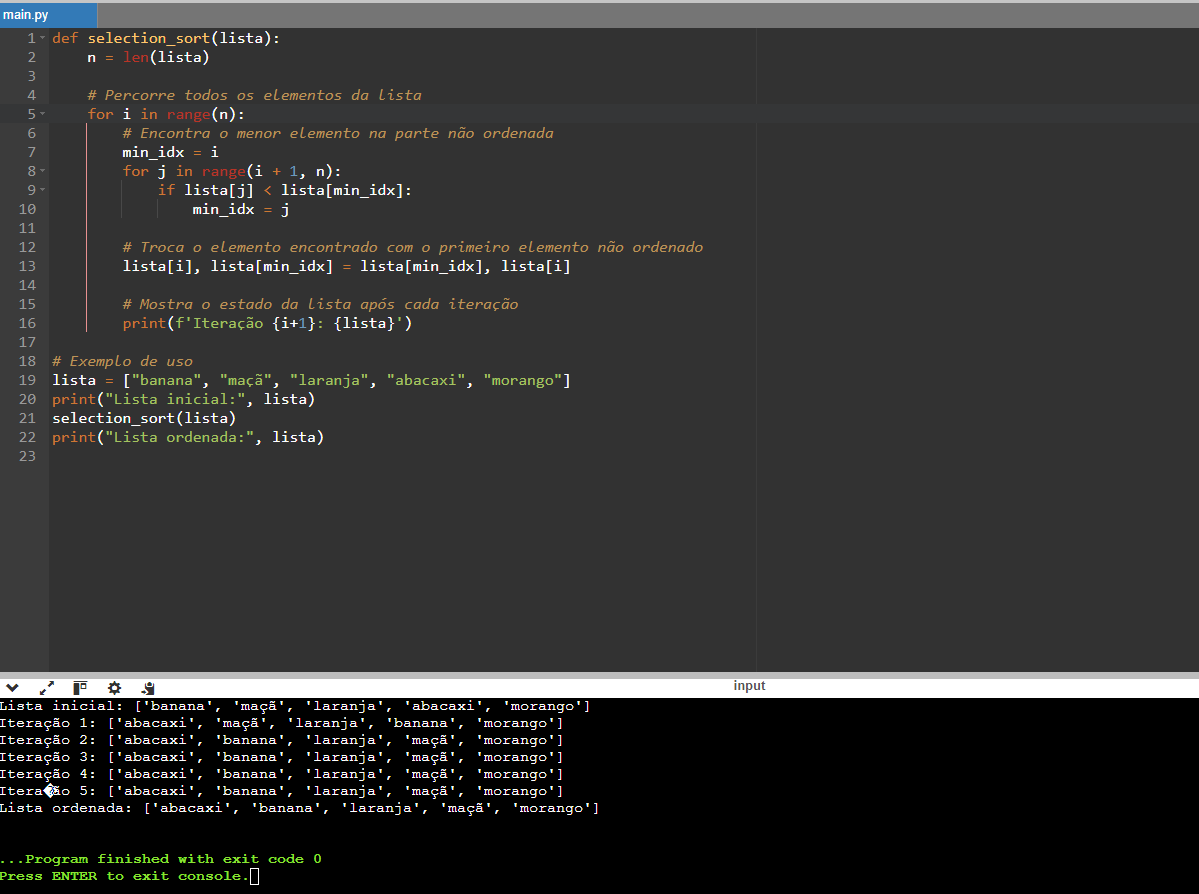 main.py
1 def selection_sort(lista):
2     n = len(lista)
3
4     # Percorre todos os elementos da lista
5     for i in range(n):
6         # Encontra o menor elemento na parte não ordenada
7         min_idx = i
8         for j in range(i + 1, n):
9             if lista[j] < lista[min_idx]:
10                 min_idx = j
11
12         # Troca o elemento encontrado com o primeiro elemento não ordenado
13         lista[i], lista[min_idx] = lista[min_idx], lista[i]
14
15         # Mostra o estado da lista após cada iteração
16         print(f'Iteração {i+1}: {lista}')
17
18 # Exemplo de uso
19 lista = ["banana", "maçã", "laranja", "abacaxi", "morango"]
20 print("Lista inicial:", lista)
21 selection_sort(lista)
22 print("Lista ordenada:", lista)
23
input
Lista inicial: ['banana', 'maçã', 'laranja', 'abacaxi', 'morango']
Iteração 1: ['abacaxi', 'maçã', 'laranja', 'banana', 'morango']
Iteração 2: ['abacaxi', 'banana', 'laranja', 'maçã', 'morango']
Iteração 3: ['abacaxi', 'banana', 'laranja', 'maçã', 'morango']
Iteração 4: ['abacaxi', 'banana', 'laranja', 'maçã', 'morango']
Itera�ão 5: ['abacaxi', 'banana', 'laranja', 'maçã', 'morango']
Lista ordenada: ['abacaxi', 'banana', 'laranja', 'maçã', 'morango']
...Program finished with exit code 0
Press ENTER to exit console.